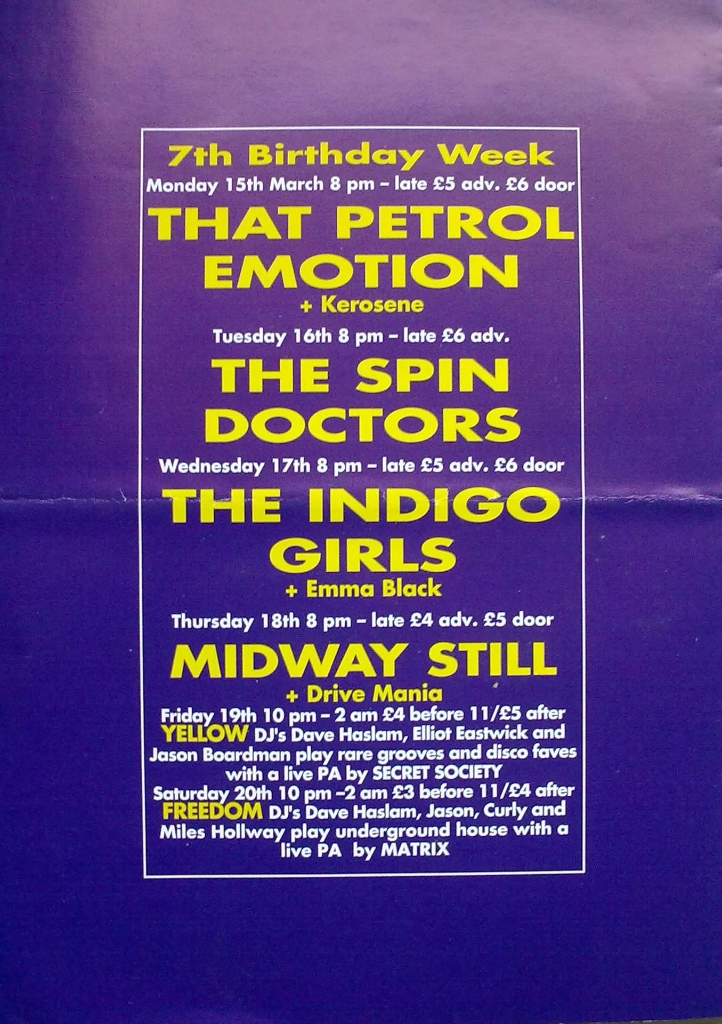 7th Birthday Week
Monday 15th March 8 pm – late £5 adv. £6 door
THAT PETROL
EMOTION
+ Kerosene
Tuesday 16th 8 pm – late £6 adv.
THE SPIN
DOCTORS
Wednesday 17th 8 pm – late £5 adv. £6 door
THE INDIGO
GIRLS
+ Emma Black
Thursday 18th 8 pm – late £4 adv. £5 door
MIDWAY STILL
+ Drive Mania
Friday 19th 10 pm – 2 am £4 before 11/£5 after
YELLOW DJ's Dave Haslam, Elliot Eastwick and
Jason Boardman play rare grooves and disco faves
with a live PA by SECRET SOCIETY
Saturday 20th 10 pm –2 am £3 before 11/£4 after
FREEDOM DJ's Dave Haslam, Jason, Curly and
Miles Hollway play underground house with a
live PA by MATRIX